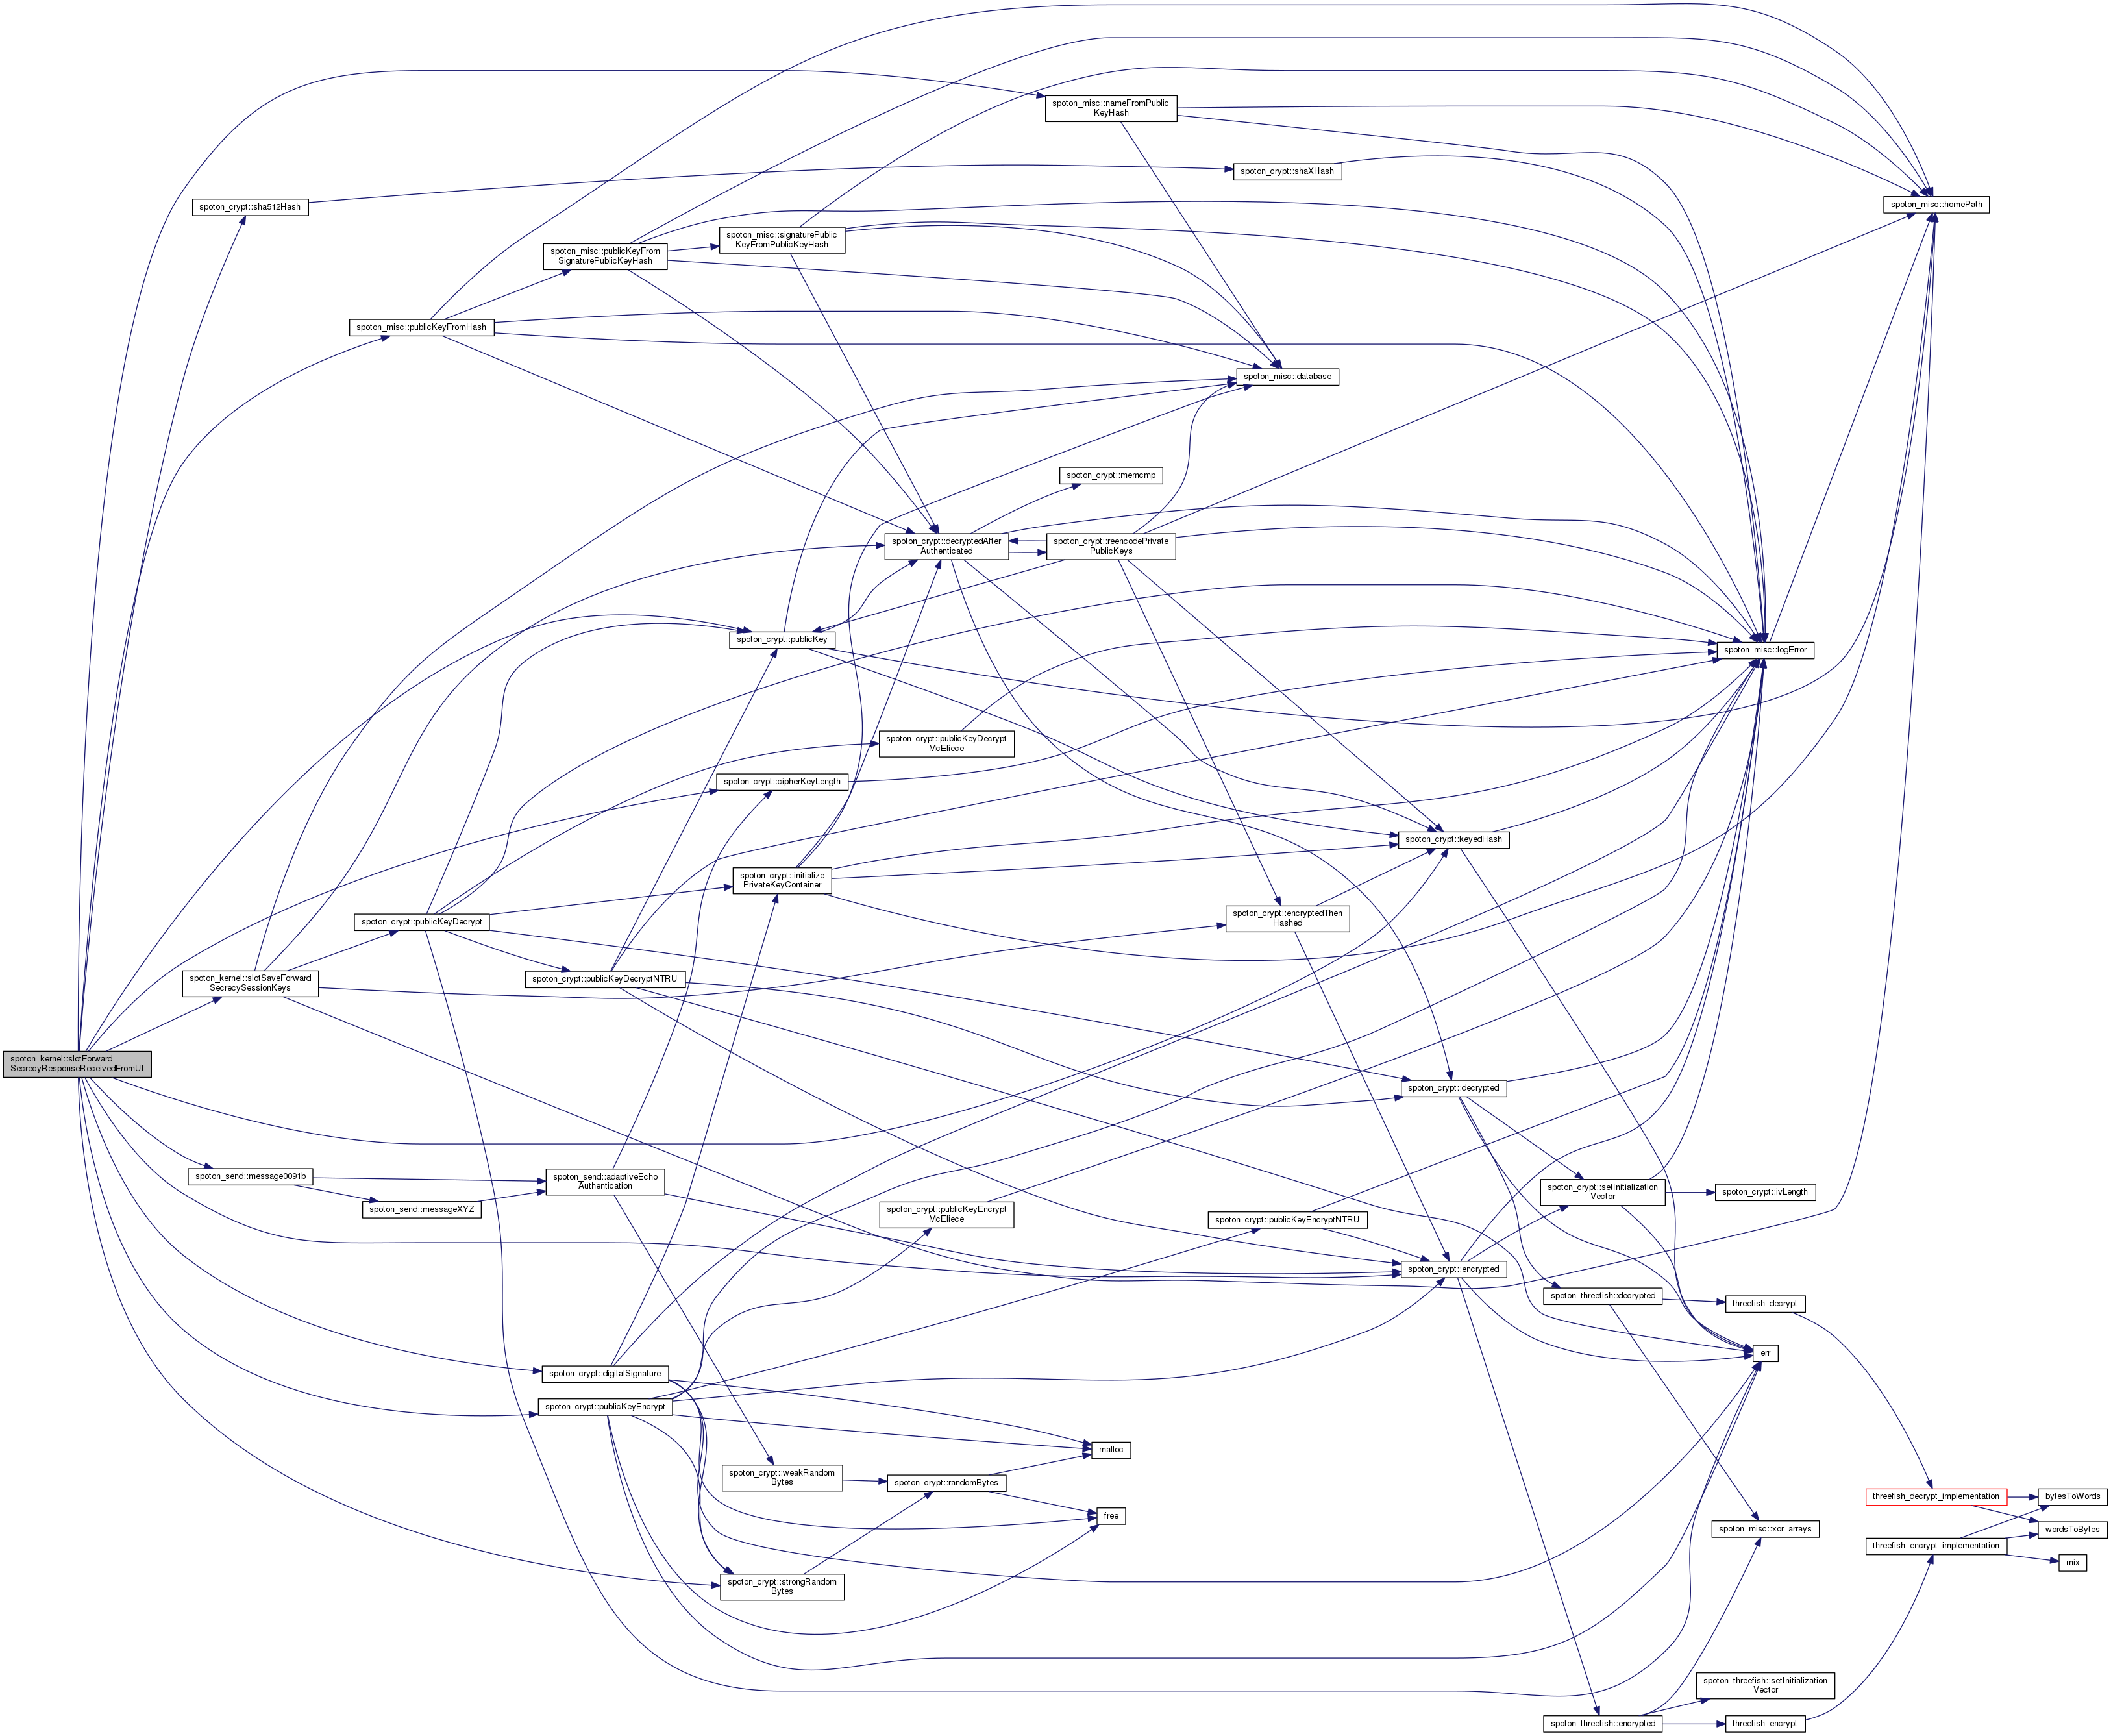 spoton_misc::nameFromPublic
KeyHash
spoton_crypt::shaXHash
spoton_crypt::sha512Hash
spoton_misc::homePath
spoton_misc::signaturePublic
KeyFromPublicKeyHash
spoton_misc::publicKeyFrom
SignaturePublicKeyHash
spoton_misc::publicKeyFromHash
spoton_misc::database
spoton_crypt::memcmp
spoton_crypt::decryptedAfter
Authenticated
spoton_crypt::reencodePrivate
PublicKeys
spoton_crypt::publicKey
spoton_misc::logError
spoton_crypt::publicKeyDecrypt
McEliece
spoton_crypt::cipherKeyLength
spoton_crypt::keyedHash
spoton_crypt::initialize
PrivateKeyContainer
spoton_crypt::publicKeyDecrypt
spoton_crypt::encryptedThen
Hashed
spoton_kernel::slotSaveForward
SecrecySessionKeys
spoton_crypt::publicKeyDecryptNTRU
spoton_kernel::slotForward
SecrecyResponseReceivedFromUI
spoton_crypt::decrypted
spoton_send::message0091b
spoton_send::adaptiveEcho
Authentication
spoton_crypt::setInitialization
Vector
spoton_crypt::ivLength
spoton_send::messageXYZ
spoton_crypt::publicKeyEncrypt
McEliece
spoton_crypt::publicKeyEncryptNTRU
spoton_crypt::encrypted
spoton_threefish::decrypted
threefish_decrypt
err
spoton_crypt::digitalSignature
spoton_crypt::publicKeyEncrypt
malloc
spoton_crypt::weakRandom
Bytes
spoton_crypt::randomBytes
threefish_decrypt_implementation
bytesToWords
free
spoton_misc::xor_arrays
wordsToBytes
threefish_encrypt_implementation
mix
spoton_crypt::strongRandom
Bytes
spoton_threefish::setInitialization
Vector
spoton_threefish::encrypted
threefish_encrypt